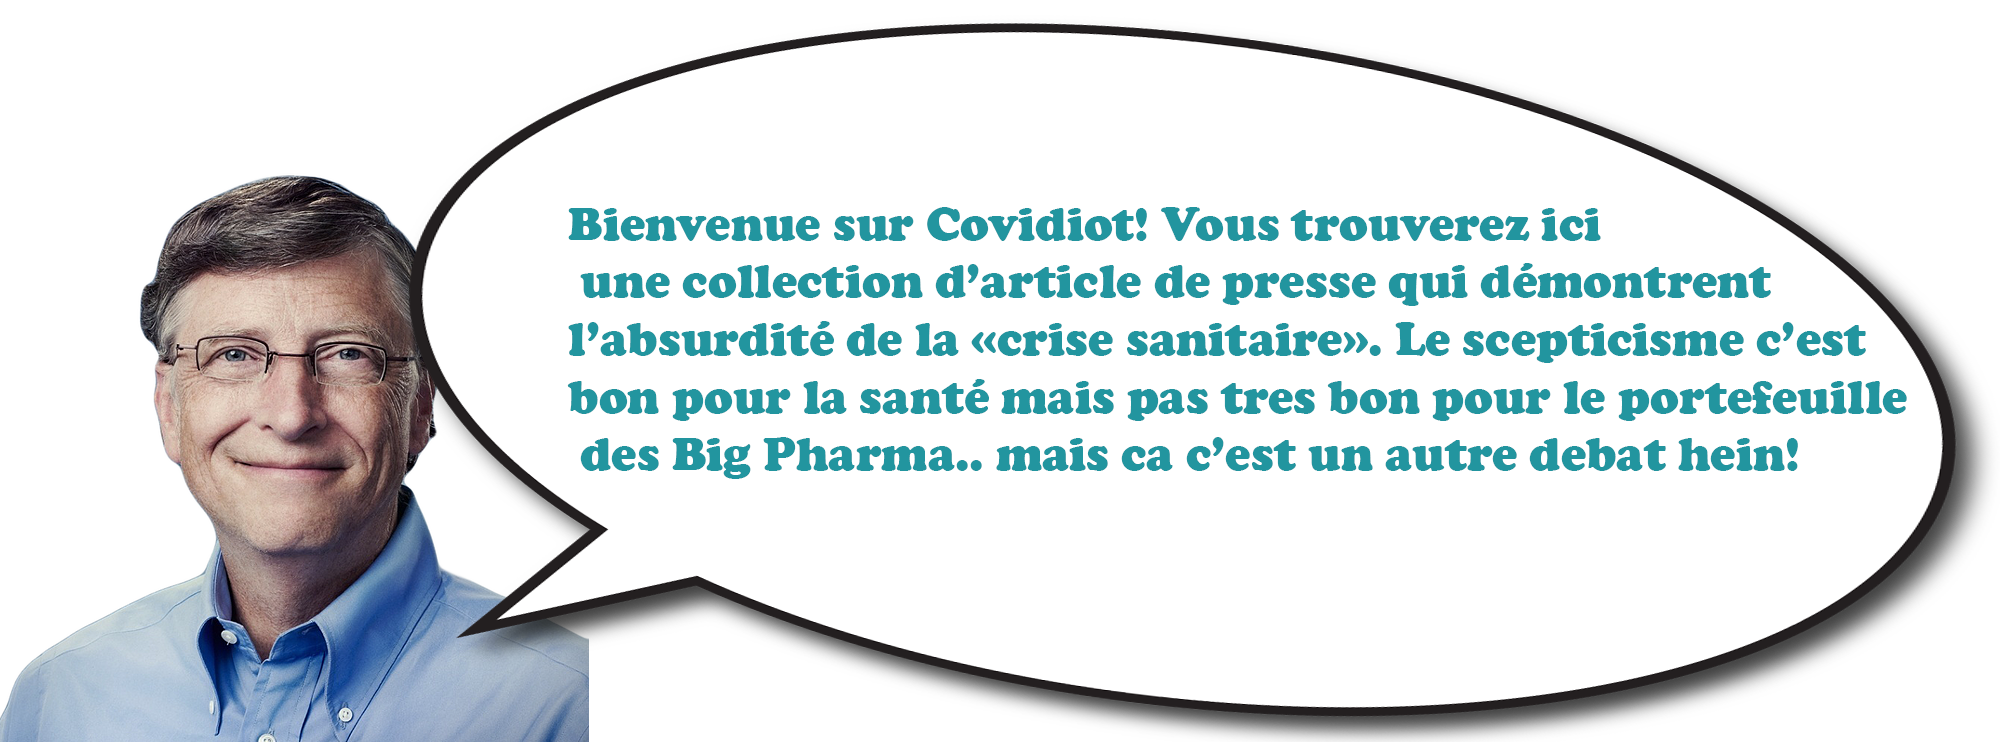 Bienvenue sur Covidiot! Vous trouverez ici
une collection d’article de presse qui démontrent
l’absurdité de la «crise sanitaire». Le scepticisme c’est
bon pour la santé mais pas tres bon pour le portefeuille
des Big Pharma.. mais ca c’est un autre debat hein!